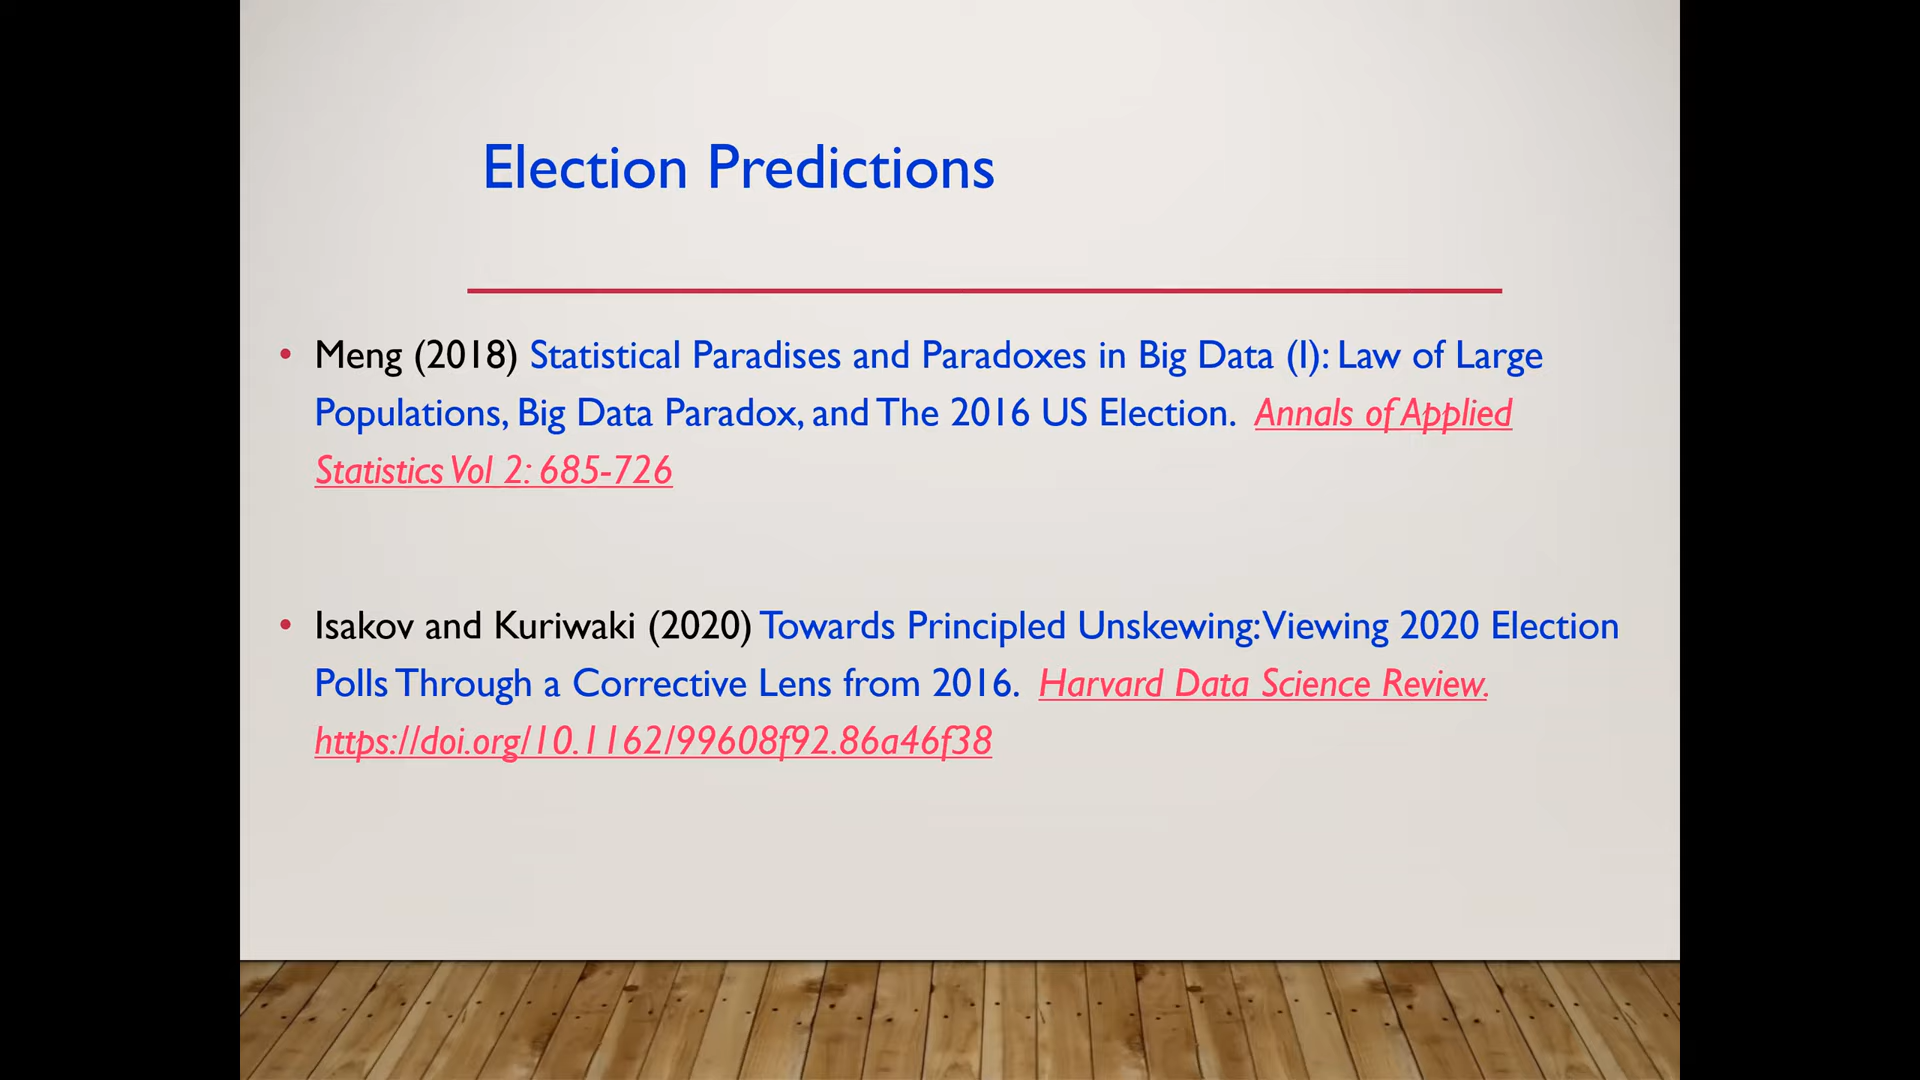 Election Predictions
• Meng (2018) Statistical Paradises and Paradoxes in Big Data (I): Law of Large
Populations, Big Data Paradox, and The 2016 US Election. Annals of Applied
Statistics Vol 2: 685-726
• Isakov and Kuriwaki (2020) Towards Principled Unskewing: Viewing 2020 Election
Polls Through a Corrective Lens from 2016. Harvard Data Science Review.
https://doi.org/10.1162/99608f92.86a46f38